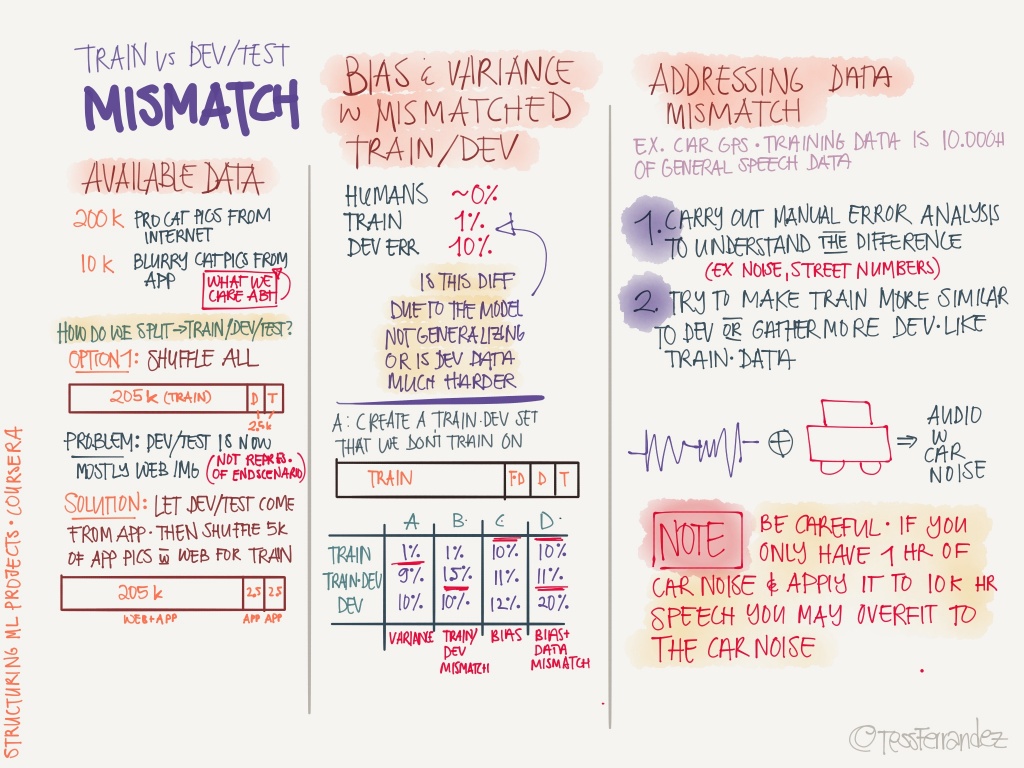 TRAIN vs DEV/TEST
MISMATCH
AVAILABLE DATA
200 k PRO CAT PICS FROM
INTERNET
10 k BLURRY CAT PICS FROM
APP
WHAT WE
CARE ABT
HOW DO WE SPLIT → TRAIN/DEV/TEST?
OPTION 1: SHUFFLE ALL
205 k (TRAIN) D T
2.5k
PROBLEM: DEV/TEST IS NOW
MOSTLY WEB IMG (NOT REPRES.
OF END SCENARIO)
SOLUTION: LET DEV/TEST COME
FROM APP. THEN SHUFFLE 5K
OF APP PICS W WEB FOR TRAIN
205 k 2.5 2.5
WEB+APP APP APP
STRUCTURING ML PROJECTS · COURSERA
BIAS & VARIANCE
W MISMATCHED
TRAIN/DEV
HUMANS ~0%
TRAIN 1%
DEV ERR 10%
IS THIS DIFF
DUE TO THE MODEL
NOT GENERALIZING
OR IS DEV DATA
MUCH HARDER
A: CREATE A TRAIN·DEV SET
THAT WE DON'T TRAIN ON
TRAIN T·D D T
A B C D
TRAIN 1% 1% 10% 10%
TRAIN·DEV 9% 1.5% 11% 11%
DEV 10% 10% 12% 20%
VARIANCE TRAIN/ BIAS BIAS+
DEV DATA
MISMATCH MISMATCH
ADDRESSING DATA
MISMATCH
EX. CAR GPS · TRAINING DATA IS 10.000H
OF GENERAL SPEECH DATA
1. CARRY OUT MANUAL ERROR ANALYSIS
TO UNDERSTAND THE DIFFERENCE
(EX NOISE, STREET NUMBERS)
2. TRY TO MAKE TRAIN MORE SIMILAR
TO DEV OR GATHER MORE DEV·LIKE
TRAIN·DATA
⊕ ⇒ AUDIO
W
CAR
NOISE
NOTE BE CAREFUL · IF YOU
ONLY HAVE 1 HR OF
CAR NOISE & APPLY IT TO 10K HR
SPEECH YOU MAY OVERFIT TO
THE CAR NOISE
©TessFerrandez